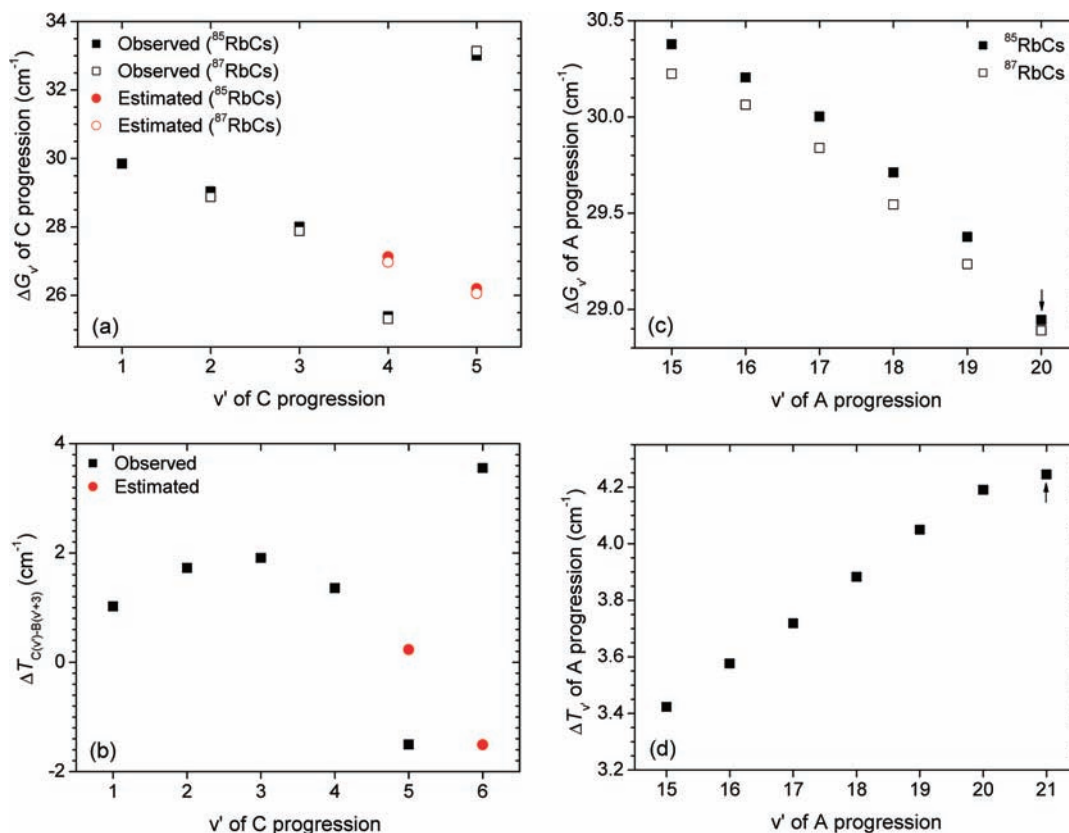 34
32
30
28
26
ΔG_v' of C progression (cm⁻¹)
Observed (⁸⁵RbCs)
Observed (⁸⁷RbCs)
Estimated (⁸⁵RbCs)
Estimated (⁸⁷RbCs)
(a)
1 2 3 4 5
v' of C progression
30.5
30.0
29.5
29.0
ΔG_v' of A progression (cm⁻¹)
⁸⁵RbCs
⁸⁷RbCs
(c)
15 16 17 18 19 20
v' of A progression
4
2
0
-2
ΔT_C(v')-B(v'+3) (cm⁻¹)
Observed
Estimated
(b)
1 2 3 4 5 6
v' of C progression
4.2
4.0
3.8
3.6
3.4
3.2
ΔT_v' of A progression (cm⁻¹)
(d)
15 16 17 18 19 20 21
v' of A progression